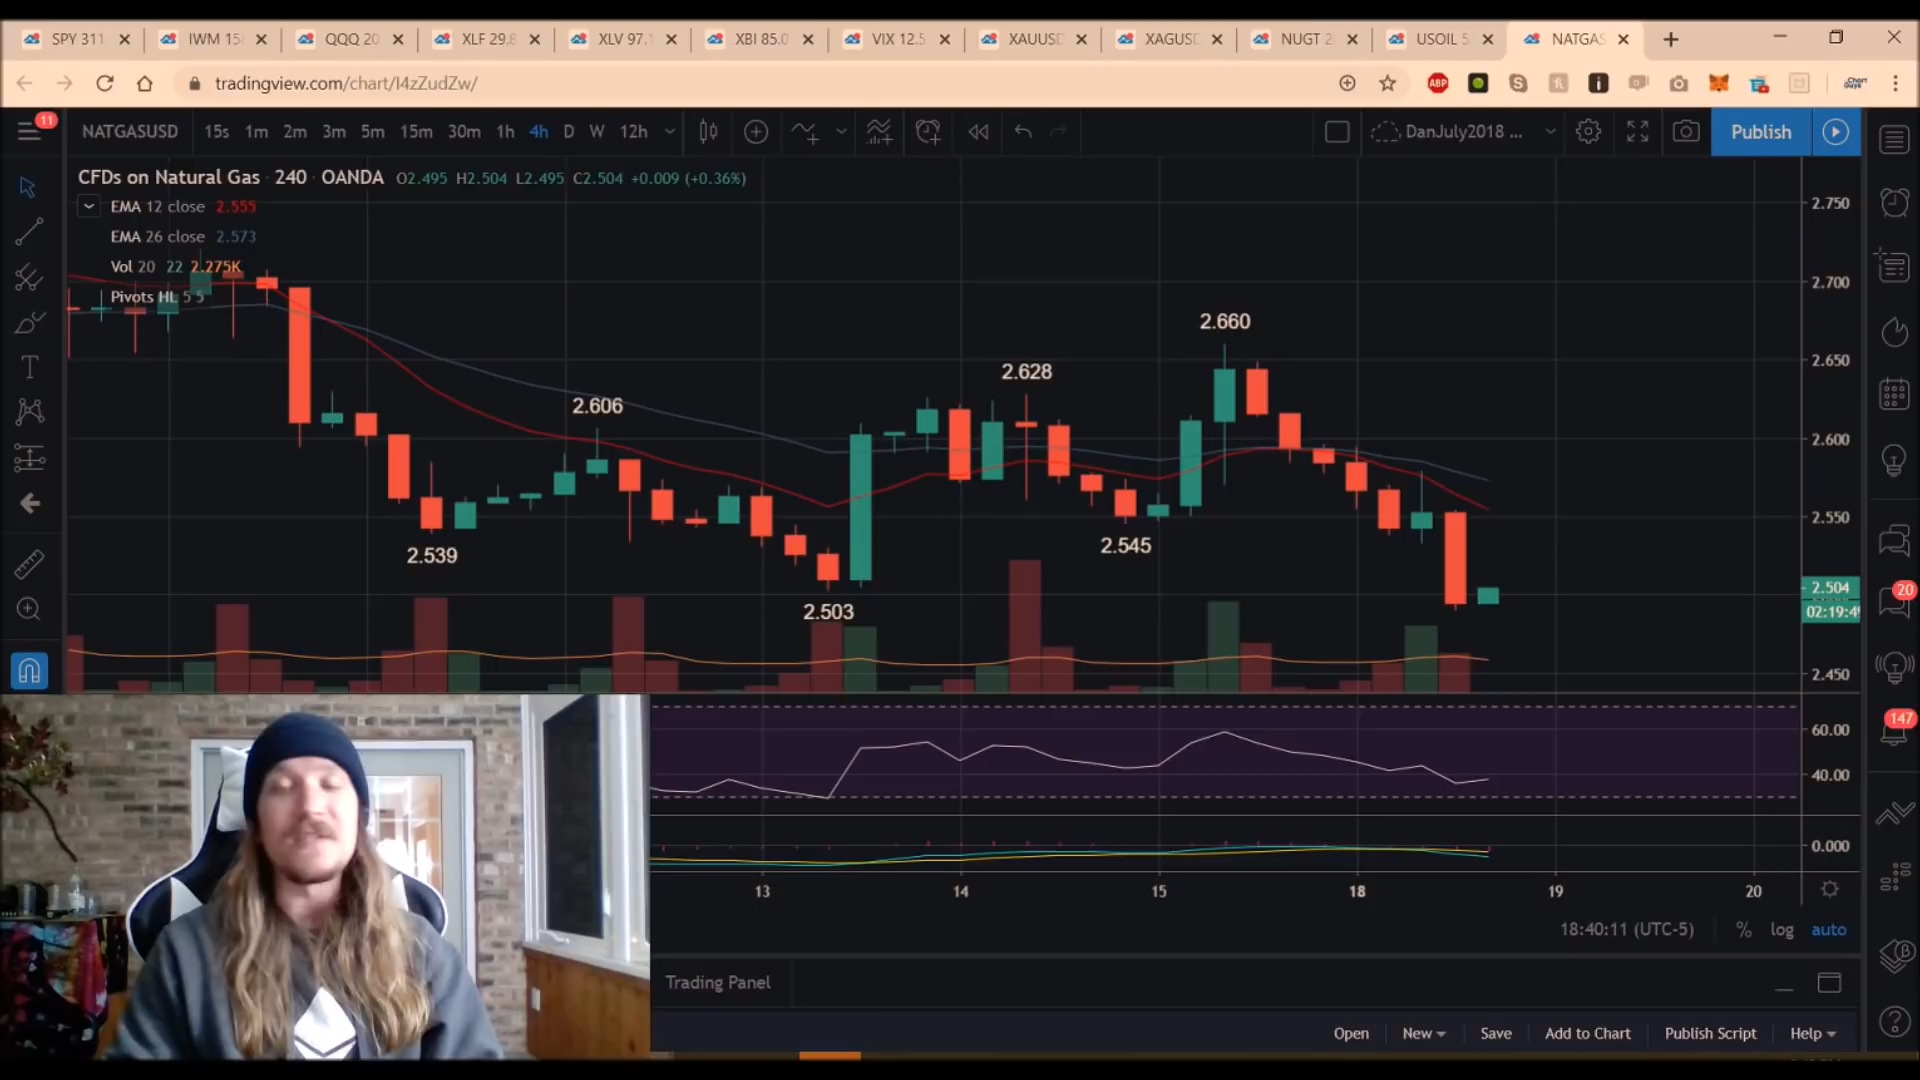 SPY 311
IWM 15
QQQ 20
XLF 29.8
XLV 97.1
XBI 85.0
VIX 12.5
XAUUSD
XAGUSD
NUGT 2
USOIL 5
NATGAS
tradingview.com/chart/I4zZudZw/
ABP
11
NATGASUSD 15s 1m 2m 3m 5m 15m 30m 1h 4h D W 12h
DanJuly2018 ...
Publish
CFDs on Natural Gas · 240 · OANDA O2.495 H2.504 L2.495 C2.504 +0.009 (+0.36%)
EMA 12 close 2.555
EMA 26 close 2.573
Vol 20 22 2.275K
Pivots HL 5 5
2.539
2.606
2.503
2.628
2.545
2.660
2.750
2.700
2.650
2.600
2.550
2.504
02:19:49
2.450
60.00
40.00
0.000
20
147
13 14 15 18 19 20
18:40:11 (UTC-5) % log auto
Trading Panel
Open New Save Add to Chart Publish Script Help